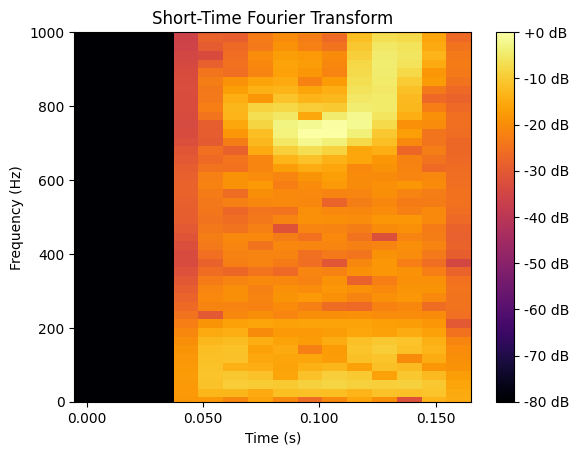 Short-Time Fourier Transform
1000
800
600
400
200
0
Frequency (Hz)
0.000
0.050
0.100
0.150
Time (s)
+0 dB
-10 dB
-20 dB
-30 dB
-40 dB
-50 dB
-60 dB
-70 dB
-80 dB